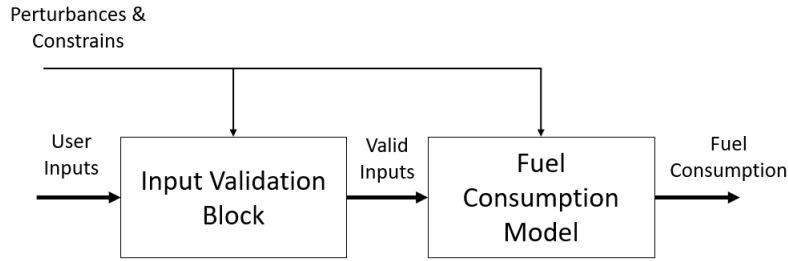 Perturbances &
Constrains
User
Inputs
Input Validation
Block
Valid
Inputs
Fuel
Consumption
Model
Fuel
Consumption